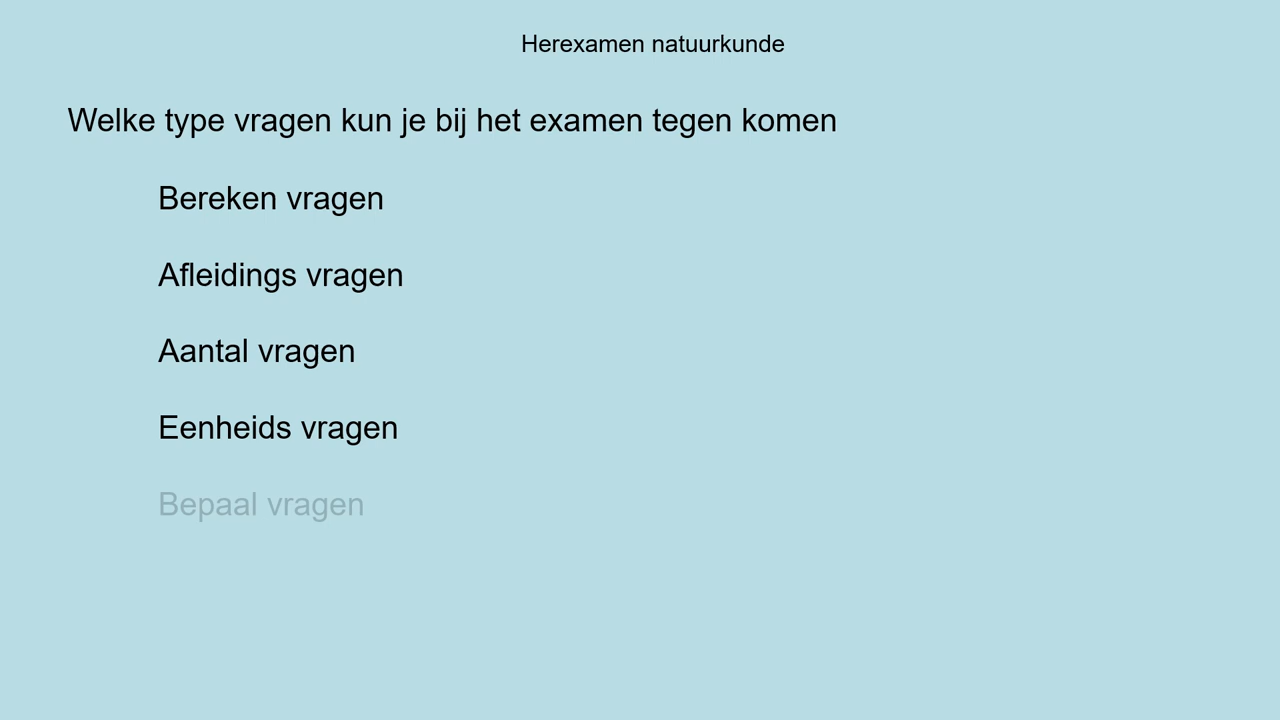 Herexamen natuurkunde
Welke type vragen kun je bij het examen tegen komen
Bereken vragen
Afleidings vragen
Aantal vragen
Eenheids vragen
Bepaal vragen